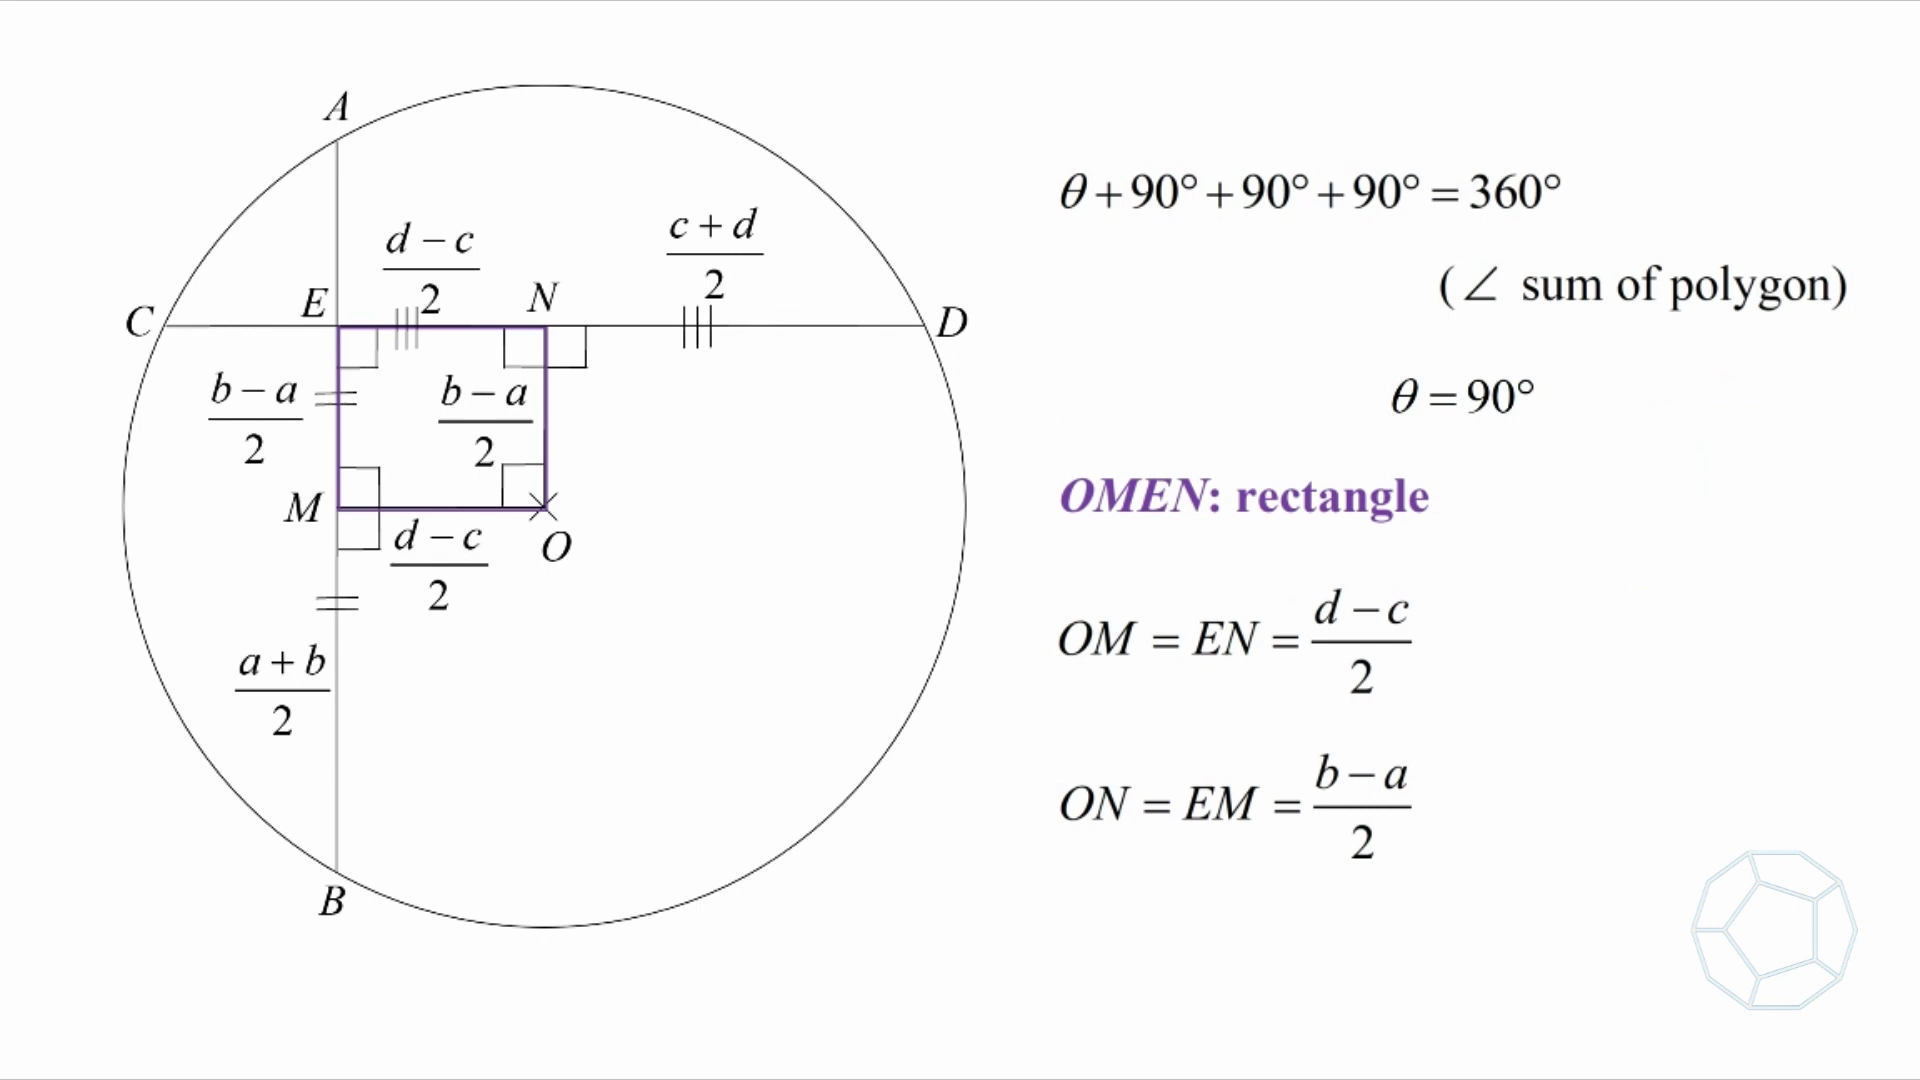 A
d − c
2
c + d
2
C
E
N
D
b − a
2
b − a
2
M
d − c
2
O
a + b
2
B
θ + 90° + 90° + 90° = 360°
(∠ sum of polygon)
θ = 90°
OMEN: rectangle
OM = EN = d − c
2
ON = EM = b − a
2